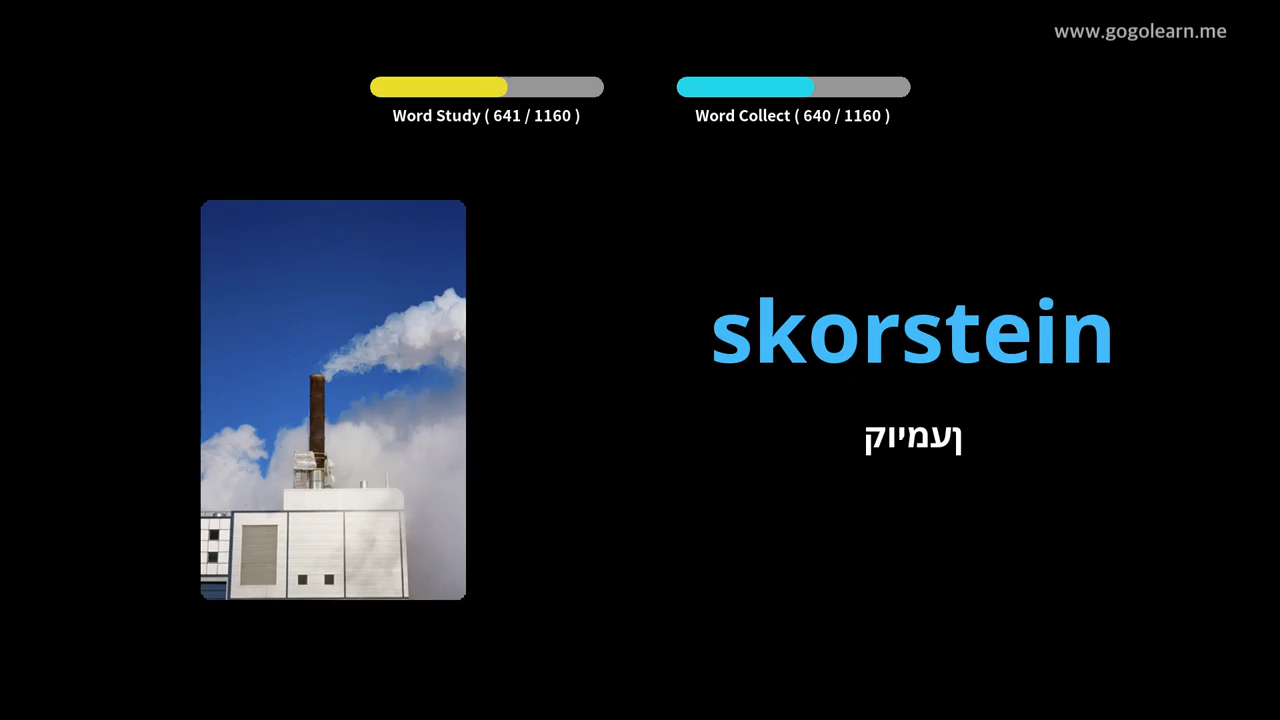 www.gogolearn.me
Word Study ( 641 / 1160 )
Word Collect ( 640 / 1160 )
skorstein
ןעמיוק